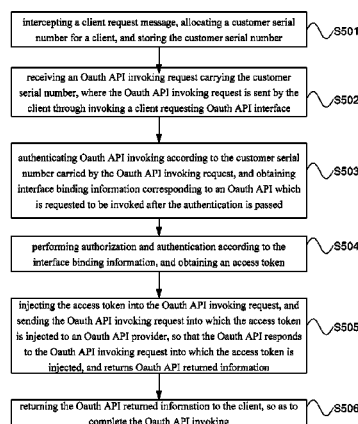 intercepting a client request message, allocating a customer serial
number for a client, and storing the customer serial number
S501
receiving an Oauth API invoking request carrying the customer
serial number, where the Oauth API invoking request is sent by the
client through invoking a client requesting Oauth API interface
S502
authenticating Oauth API invoking according to the customer serial
number carried by the Oauth API invoking request, and obtaining
interface binding information corresponding to an Oauth API which
is requested to be invoked after the authentication is passed
S503
performing authorization and authentication according to the
interface binding information, and obtaining an access token
S504
injecting the access token into the Oauth API invoking request, and
sending the Oauth API invoking request into which the access token
is injected to an Oauth API provider, so that the Oauth API responds
to the Oauth API invoking request into which the access token is
injected, and returns Oauth API returned information
S505
returning the Oauth API returned information to the client, so as to
complete the Oauth API invoking
S506